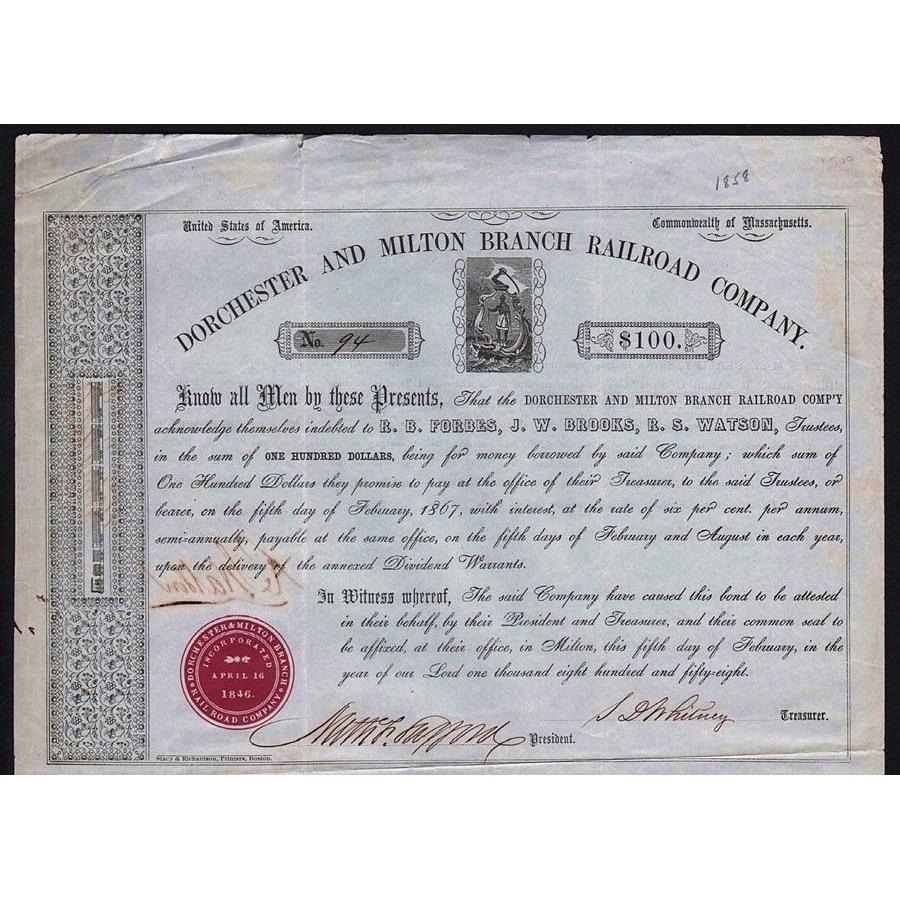 1858
United States of America.
Commonwealth of Massachusetts.
DORCHESTER AND MILTON BRANCH RAILROAD COMPANY.
No. 94
$100.
Know all Men by these Presents, That the DORCHESTER AND MILTON BRANCH RAILROAD COMP'Y
acknowledge themselves indebted to R. B. FORBES, J. W. BROOKS, R. S. WATSON, Trustees,
in the sum of ONE HUNDRED DOLLARS, being for money borrowed by said Company; which sum of
One Hundred Dollars they promise to pay at the office of their Treasurer, to the said Trustees, or
bearer, on the fifth day of February, 1867, with interest, at the rate of six per cent. per annum,
semi-annually, payable at the same office, on the fifth days of February and August in each year,
upon the delivery of the annexed Dividend Warrants.
In Witness whereof, The said Company have caused this bond to be attested
in their behalf, by their President and Treasurer, and their common seal to
be affixed, at their office, in Milton, this fifth day of February, in the
year of our Lord one thousand eight hundred and fifty-eight.
DORCHESTER & MILTON BRANCH
RAIL ROAD COMPANY
INCORPORATED
APRIL 16
1846.
S D Whitney Treasurer.
President.
Stacy & Richardson, Printers, Boston.